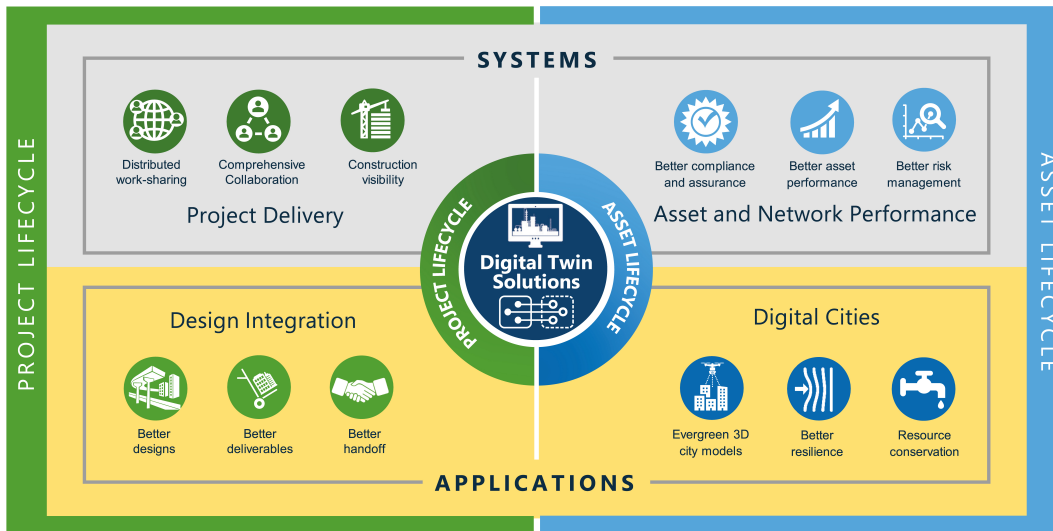 SYSTEMS
PROJECT LIFECYCLE
Distributed
work-sharing
Comprehensive
Collaboration
Construction
visibility
Project Delivery
Better compliance
and assurance
Better asset
performance
Better risk
management
Asset and Network Performance
ASSET LIFECYCLE
PROJECT LIFECYCLE
Digital Twin
Solutions
ASSET LIFECYCLE
Design Integration
Better
designs
Better
deliverables
Better
handoff
Digital Cities
Evergreen 3D
city models
Better
resilience
Resource
conservation
APPLICATIONS